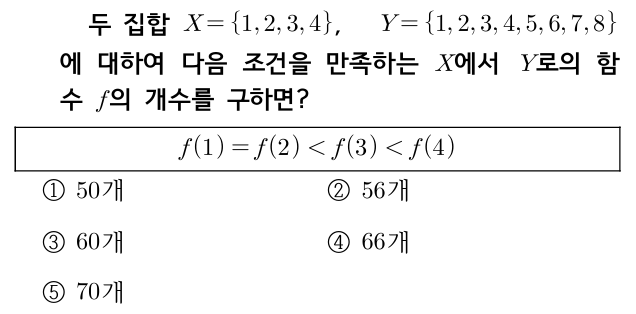 두 집합 X = {1, 2, 3, 4}, Y = {1, 2, 3, 4, 5, 6, 7, 8}
에 대하여 다음 조건을 만족하는 X에서 Y로의 함
수 f의 개수를 구하면?
f(1) = f(2) < f(3) < f(4)
① 50개 ② 56개
③ 60개 ④ 66개
⑤ 70개